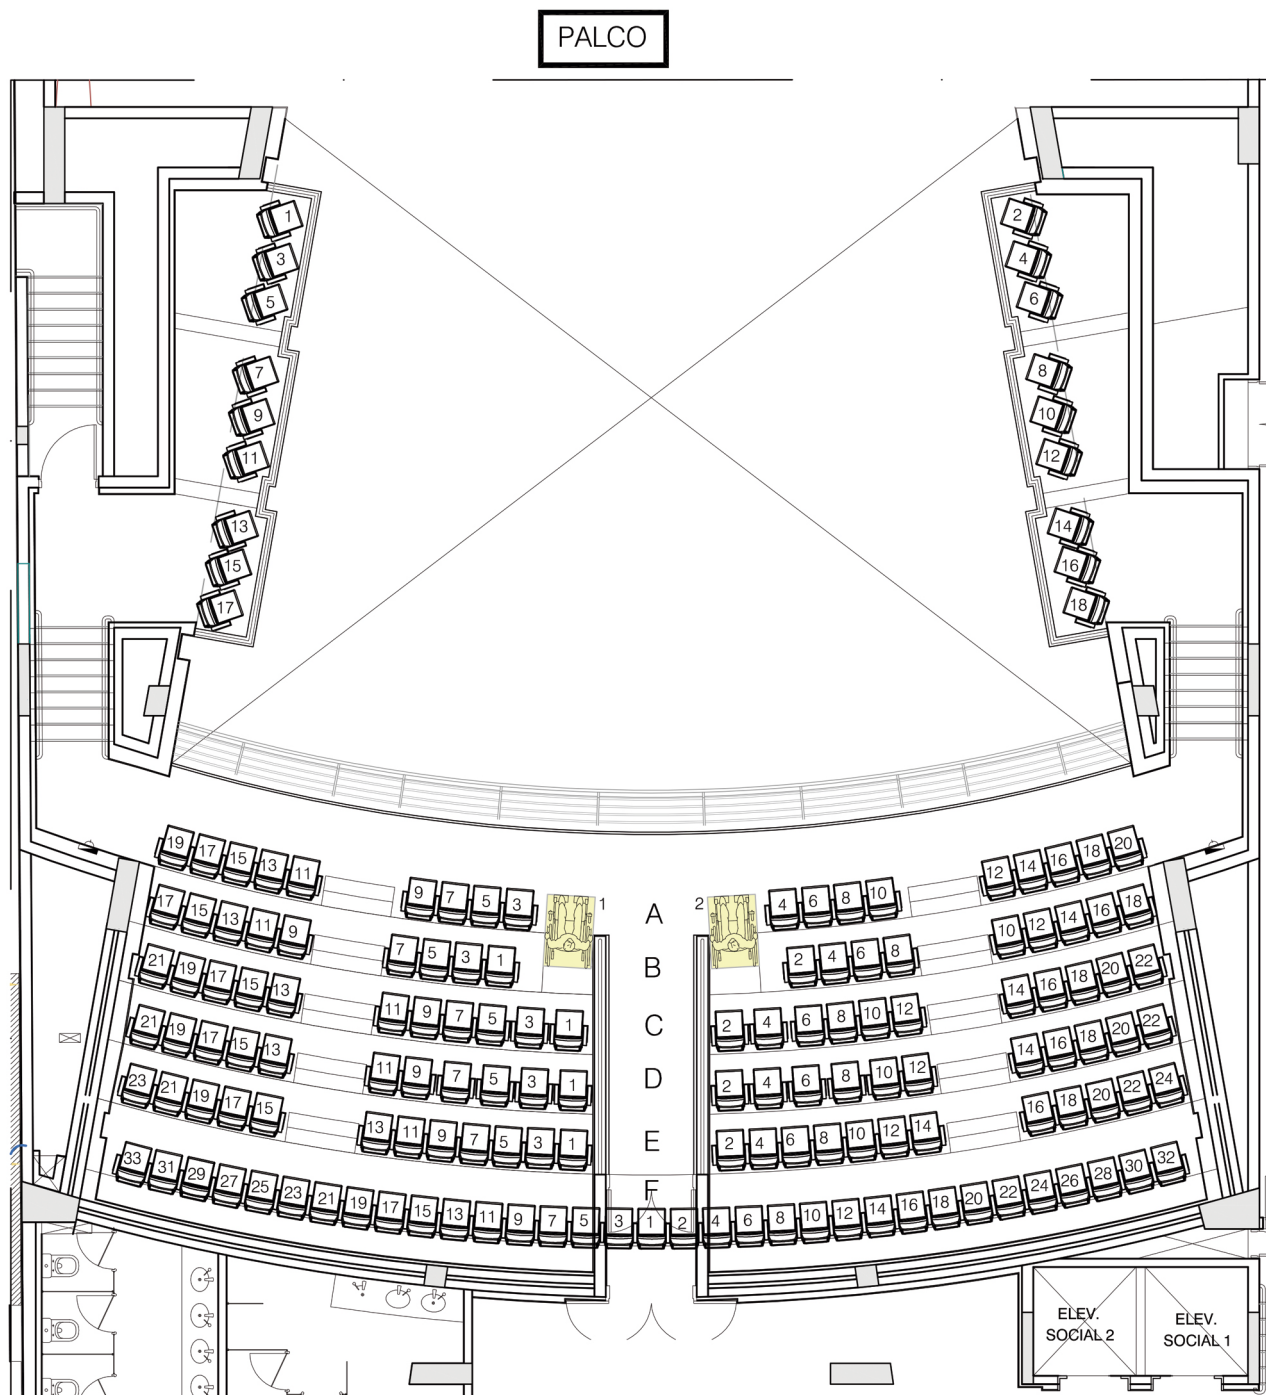 PALCO
1 2
3 4
5 6
7 8
9 10
11 12
13 14
15 16
17 18
19 17 15 13 11 9 7 5 3 1 A 2 4 6 8 10 12 14 16 18 20
17 15 13 11 9 7 5 3 1 B 2 4 6 8 10 12 14 16 18
21 19 17 15 13 11 9 7 5 3 1 C 2 4 6 8 10 12 14 16 18 20 22
21 19 17 15 13 11 9 7 5 3 1 D 2 4 6 8 10 12 14 16 18 20 22
23 21 19 17 15 13 11 9 7 5 3 1 E 2 4 6 8 10 12 14 16 18 20 22 24
F
33 31 29 27 25 23 21 19 17 15 13 11 9 7 5 3 1 2 4 6 8 10 12 14 16 18 20 22 24 26 28 30 32
ELEV.
SOCIAL 2
ELEV.
SOCIAL 1